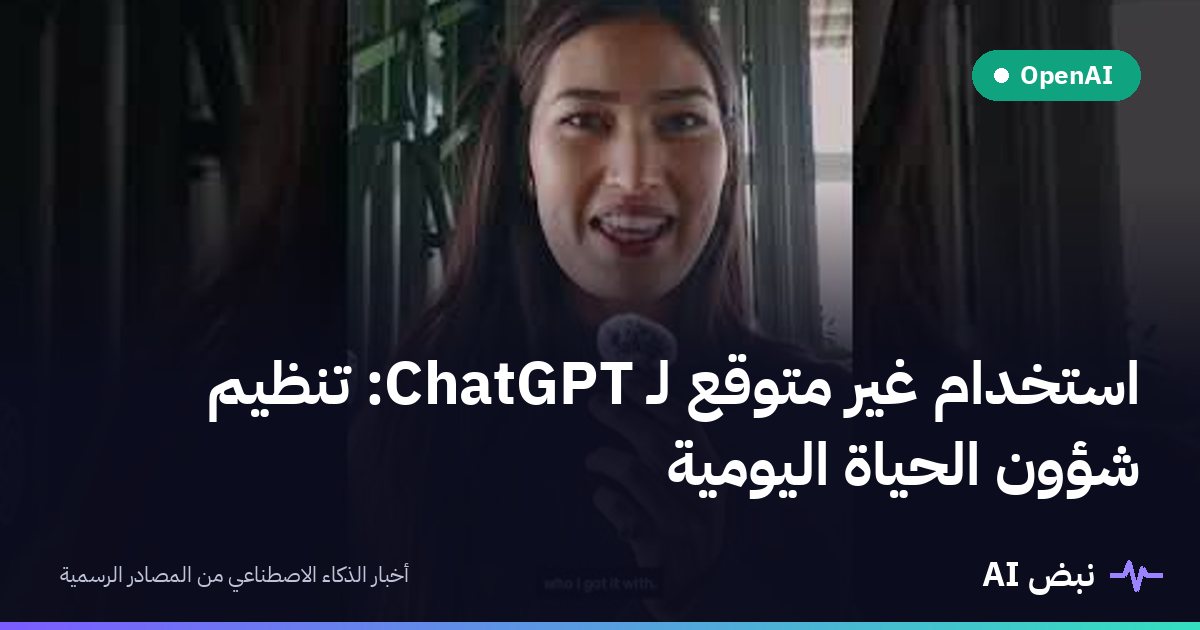 OpenAI
استخدام غير متوقع لـ ChatGPT: تنظيم
شؤون الحياة اليومية
who I got it with.
نبض AI
أخبار الذكاء الاصطناعي من المصادر الرسمية